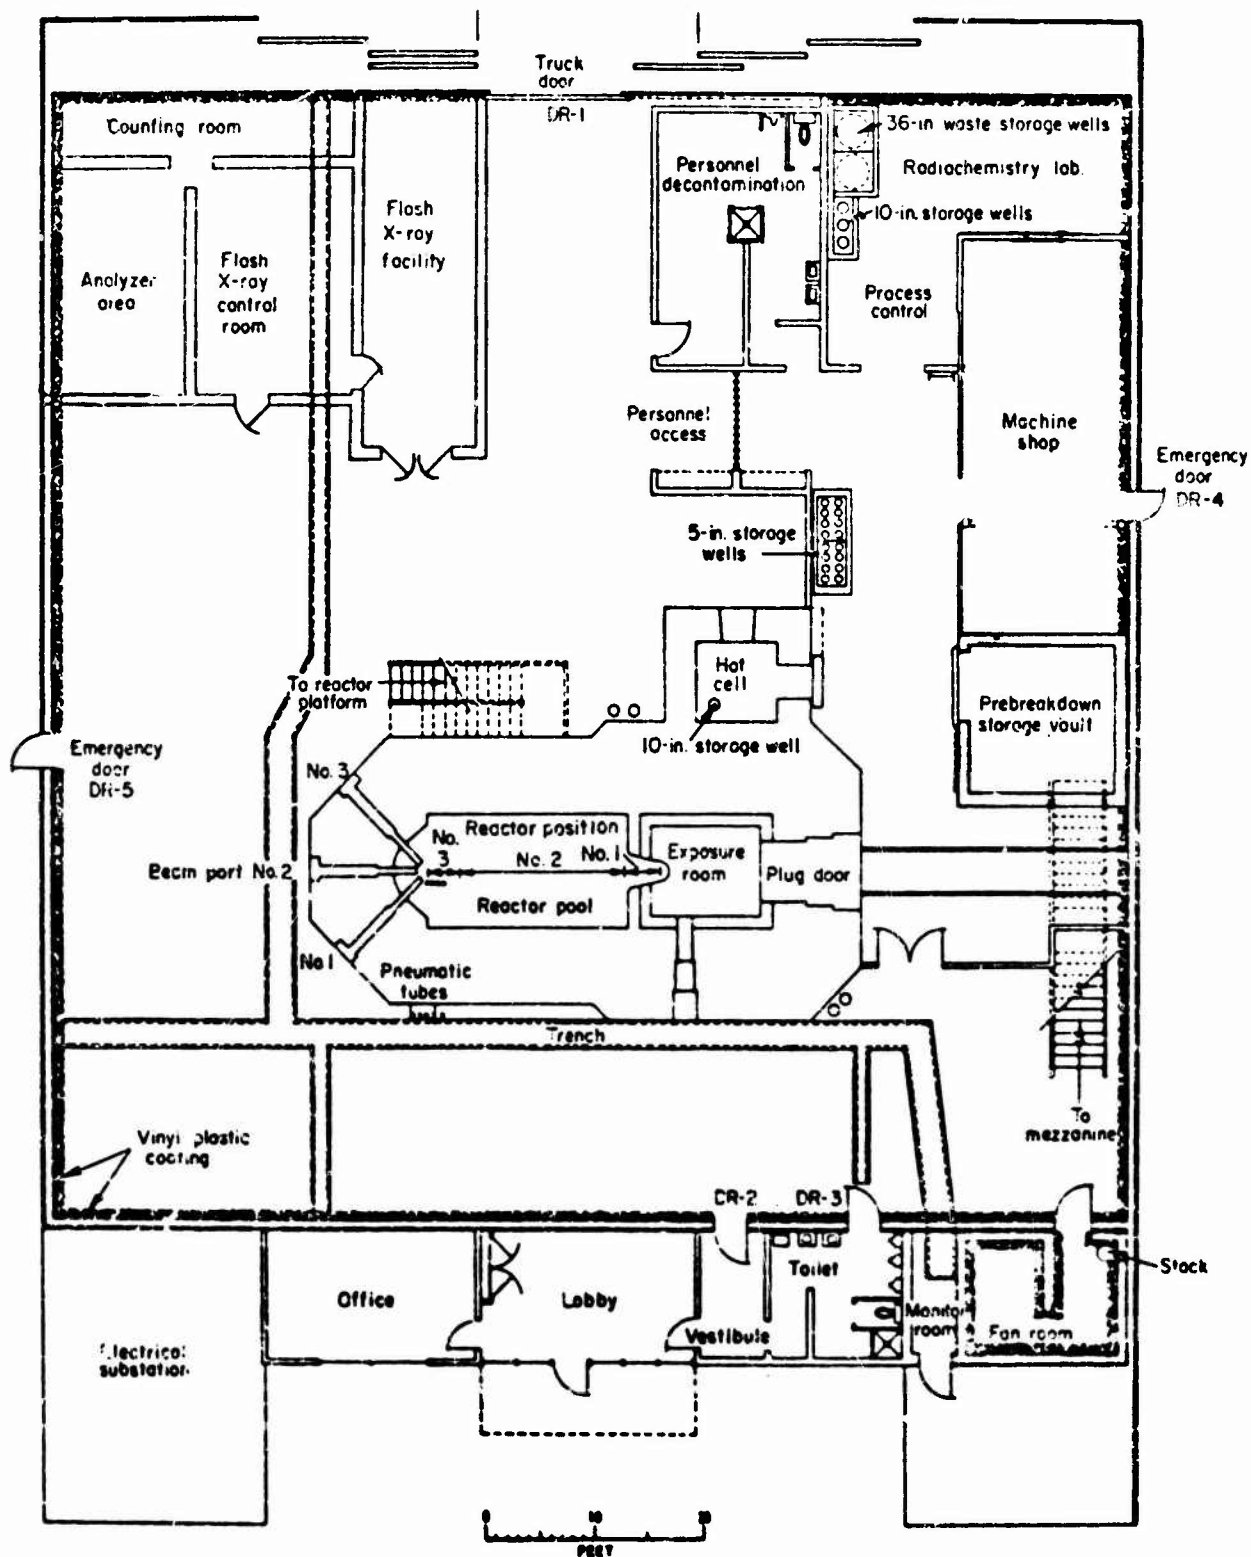 Truck
door
DR-1
Counting room
36-in waste storage wells
Personnel
decontamination
Radiochemistry lab.
10-in. storage wells
Flash
X-ray
facility
Analyzer
area
Flash
X-ray
control
room
Process
control
Personnel
access
Machine
shop
Emergency
door
DR-4
5-in. storage
wells
Hot
cell
To reactor
platform
Prebreakdown
storage vault
10-in. storage well
Emergency
door
DR-5
No. 3
No.
3
Reactor position
No. 2
No. 1
Exposure
room
Plug door
Beam port No. 2
Reactor pool
No. 1
Pneumatic
tubes
Trench
To
mezzanine
Vinyl plastic
coating
DR-2
DR-3
Stack
Office
Lobby
Toilet
Vestibule
Monitor
room
Fan room
Electrical
substation
0 10 20
FEET